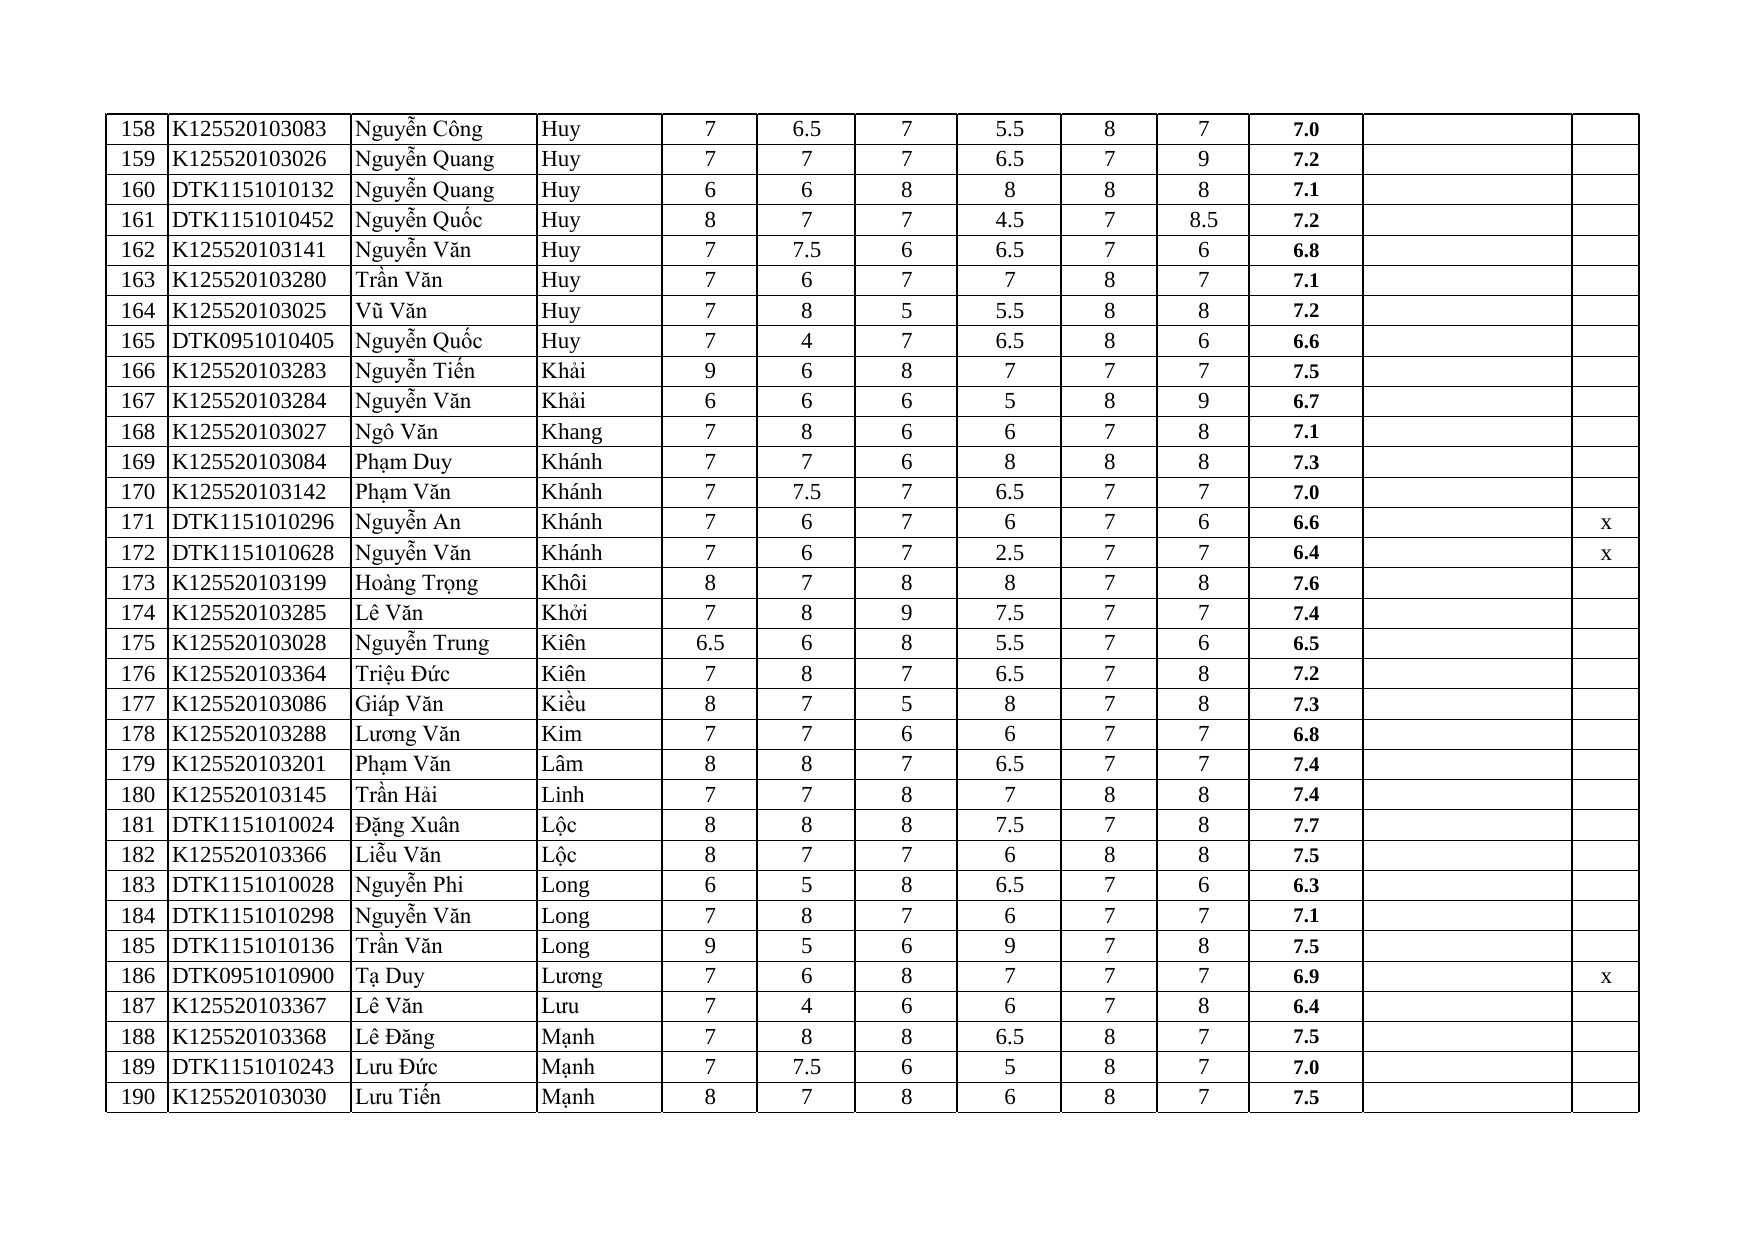 158 K125520103083 Nguyễn Công Huy 7 6.5 7 5.5 8 7 7.0
159 K125520103026 Nguyễn Quang Huy 7 7 7 6.5 7 9 7.2
160 DTK1151010132 Nguyễn Quang Huy 6 6 8 8 8 8 7.1
161 DTK1151010452 Nguyễn Quốc Huy 8 7 7 4.5 7 8.5 7.2
162 K125520103141 Nguyễn Văn Huy 7 7.5 6 6.5 7 6 6.8
163 K125520103280 Trần Văn Huy 7 6 7 7 8 7 7.1
164 K125520103025 Vũ Văn Huy 7 8 5 5.5 8 8 7.2
165 DTK0951010405 Nguyễn Quốc Huy 7 4 7 6.5 8 6 6.6
166 K125520103283 Nguyễn Tiến Khải 9 6 8 7 7 7 7.5
167 K125520103284 Nguyễn Văn Khải 6 6 6 5 8 9 6.7
168 K125520103027 Ngô Văn Khang 7 8 6 6 7 8 7.1
169 K125520103084 Phạm Duy Khánh 7 7 6 8 8 8 7.3
170 K125520103142 Phạm Văn Khánh 7 7.5 7 6.5 7 7 7.0
171 DTK1151010296 Nguyễn An Khánh 7 6 7 6 7 6 6.6 x
172 DTK1151010628 Nguyễn Văn Khánh 7 6 7 2.5 7 7 6.4 x
173 K125520103199 Hoàng Trọng Khôi 8 7 8 8 7 8 7.6
174 K125520103285 Lê Văn Khởi 7 8 9 7.5 7 7 7.4
175 K125520103028 Nguyễn Trung Kiên 6.5 6 8 5.5 7 6 6.5
176 K125520103364 Triệu Đức Kiên 7 8 7 6.5 7 8 7.2
177 K125520103086 Giáp Văn Kiều 8 7 5 8 7 8 7.3
178 K125520103288 Lương Văn Kim 7 7 6 6 7 7 6.8
179 K125520103201 Phạm Văn Lâm 8 8 7 6.5 7 7 7.4
180 K125520103145 Trần Hải Linh 7 7 8 7 8 8 7.4
181 DTK1151010024 Đặng Xuân Lộc 8 8 8 7.5 7 8 7.7
182 K125520103366 Liễu Văn Lộc 8 7 7 6 8 8 7.5
183 DTK1151010028 Nguyễn Phi Long 6 5 8 6.5 7 6 6.3
184 DTK1151010298 Nguyễn Văn Long 7 8 7 6 7 7 7.1
185 DTK1151010136 Trần Văn Long 9 5 6 9 7 8 7.5
186 DTK0951010900 Tạ Duy Lương 7 6 8 7 7 7 6.9 x
187 K125520103367 Lê Văn Lưu 7 4 6 6 7 8 6.4
188 K125520103368 Lê Đăng Mạnh 7 8 8 6.5 8 7 7.5
189 DTK1151010243 Lưu Đức Mạnh 7 7.5 6 5 8 7 7.0
190 K125520103030 Lưu Tiến Mạnh 8 7 8 6 8 7 7.5